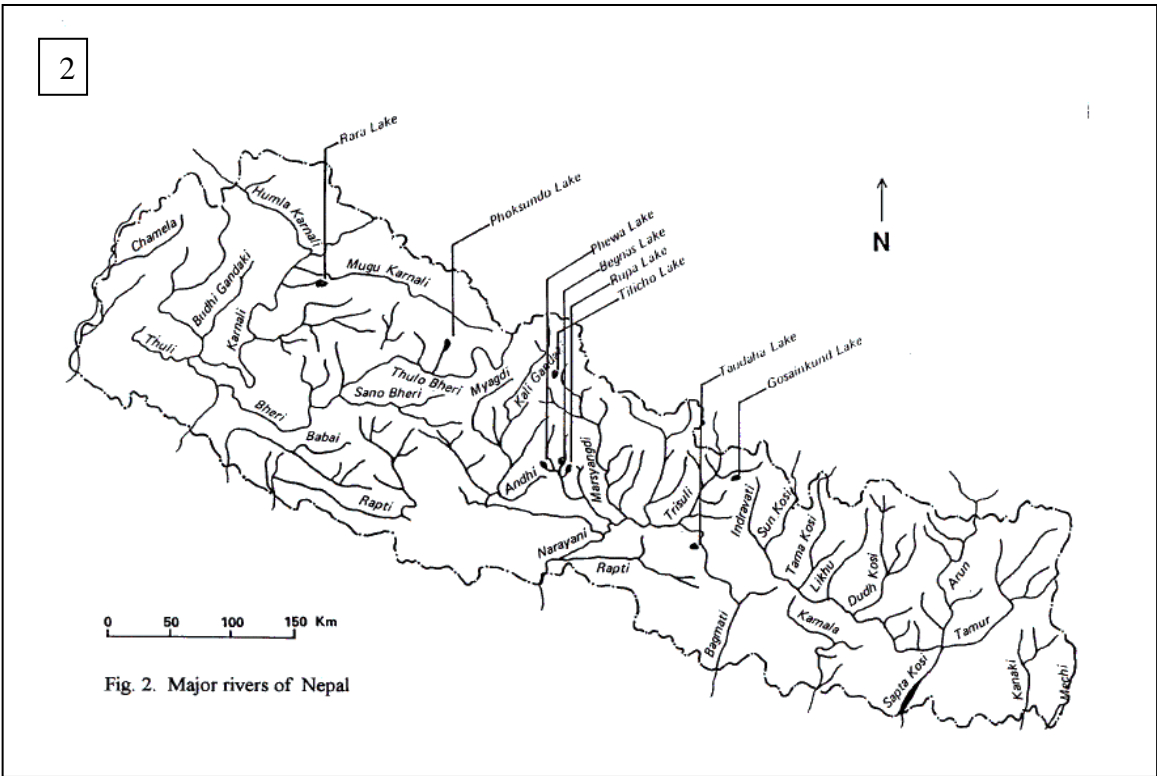 2
Rara Lake
Phoksundo Lake
Phewa Lake
Begnas Lake
Rupa Lake
Tilicho Lake
N
Humla Karnali
Chamela
Mugu Karnali
Budhi Gandaki
Karnali
Thuli
Taudaha Lake
Gosainkund Lake
Thulo Bheri
Myagdi
Kali Gandaki
Sano Bheri
Bheri
Babai
Andhi
Marsyangdi
Rapti
Trisuli
Indravati
Sun Kosi
Tama Kosi
Narayani
Rapti
Likhu
Dudh Kosi
Arun
0 50 100 150 Km
Kamala
Bagmati
Tamur
Sapta Kosi
Kanaki
Mechi
Fig. 2. Major rivers of Nepal